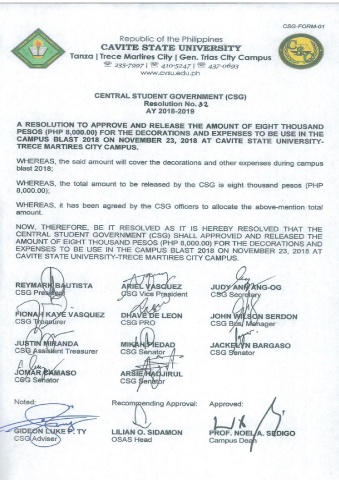 CSG-FORM-01
Republic of the Philippines
CAVITE STATE UNIVERSITY
Tanza | Trece Martires City | Gen. Trias City Campus
www.cvsu.edu.ph
CENTRAL STUDENT GOVERNMENT (CSG)
Resolution No.
AY 2018-2019
A RESOLUTION TO APPROVE AND RELEASE THE AMOUNT OF EIGHT THOUSAND
PESOS (PHP 8,000.00) FOR THE DECORATIONS AND EXPENSES TO BE USE IN THE
CAMPUS BLAST 2018 ON NOVEMBER 23, 2018 AT CAVITE STATE UNIVERSITY-
TRECE MARTIRES CITY CAMPUS.
WHEREAS, the said amount will cover the decorations and other expenses during campus
blast 2018;
WHEREAS, the total amount to be released by the CSG is eight thousand pesos (PHP
8,000.00);
WHEREAS, it has been agreed by the CSG officers to allocate the above-mention total
amount.
NOW, THEREFORE, BE IT RESOLVED AS IT IS HEREBY RESOLVED THAT THE
CENTRAL STUDENT GOVERNMENT (CSG) SHALL APPROVED AND RELEASED THE
AMOUNT OF EIGHT THOUSAND PESOS (PHP 8,000.00) FOR THE DECORATIONS AND
EXPENSES TO BE USE IN THE CAMPUS BLAST 2018 ON NOVEMBER 23, 2018 AT
CAVITE STATE UNIVERSITY-TRECE MARTIRES CITY CAMPUS.
REYMARK BAUTISTA ARIEL VASQUEZ JUDY ANG-OG
CSG President CSG Vice President CSG Secretary
FIONAH KAYE VASQUEZ DHAVE DE LEON JOHN WILSON SERDON
CSG Treasurer CSG PRO CSG Bus. Manager
JUSTIN MIRANDA MIKAH PIEDAD JACKELYN BARGASO
CSG Assistant Treasurer CSG Senator CSG Senator
JOMAR ARSIE HADJIRUL
CSG Senator CSG Senator
Noted: Recommending Approval: Approved:
GIDEON LUKE P. TY LILIAN O. SIDAMON PROF. NOEL A. SEDIGO
CSG Adviser OSAS Head Campus Dean